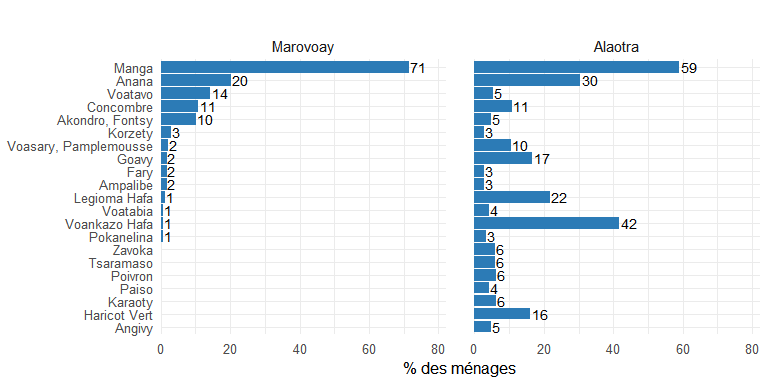 Marovoay Alaotra
Manga 71 59
Anana 20 30
Voatavo 14 5
Concombre 11 11
Akondro, Fontsy 10 5
Korzety 3 3
Voasary, Pamplemousse 2 10
Goavy 2 17
Fary 2 3
Ampalibe 2 3
Legioma Hafa 1 22
Voatabia 1 4
Voankazo Hafa 1 42
Pokanelina 1 3
Zavoka 6
Tsaramaso 6
Poivron 6
Paiso 4
Karaoty 6
Haricot Vert 16
Angivy 5
0 20 40 60 80 0 20 40 60 80
% des ménages